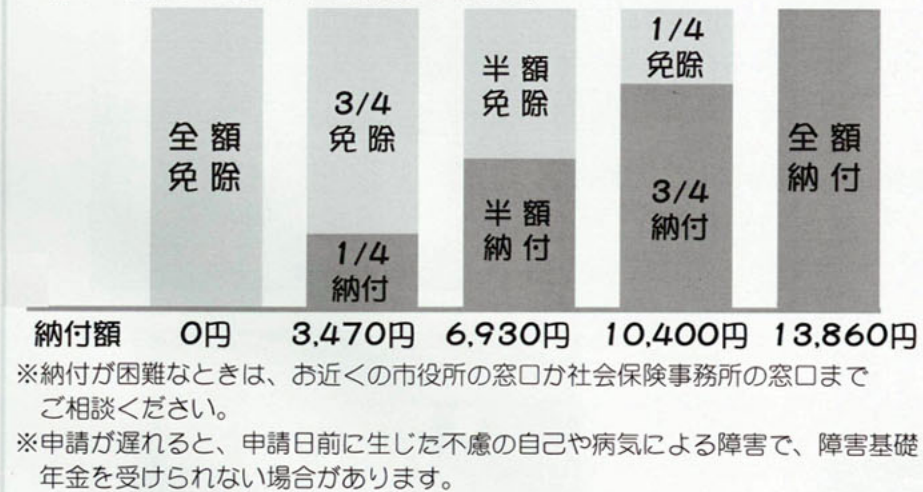 全額
免除
3/4
免除
1/4
納付
半額
免除
半額
納付
1/4
免除
3/4
納付
全額
納付
納付額 0円 3,470円 6,930円 10,400円 13,860円
※納付が困難なときは、お近くの市役所の窓口か社会保険事務所の窓口まで
ご相談ください。
※申請が遅れると、申請日前に生じた不慮の自己や病気による障害で、障害基礎
年金を受けられない場合があります。